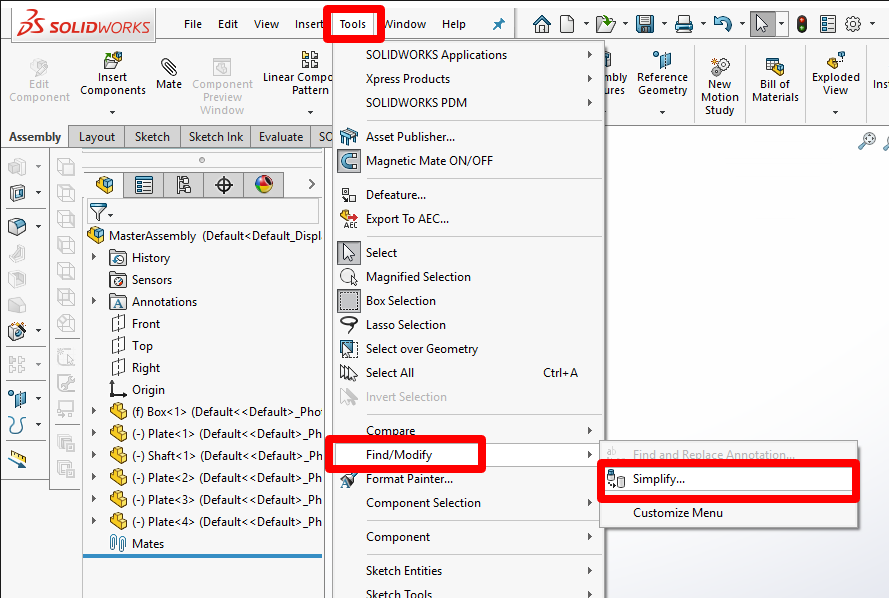 SOLIDWORKS
File Edit View Insert Tools Window Help
Edit Component
Insert Components
Mate
Component Preview Window
Linear Compo
Pattern
Reference Geometry
New Motion Study
Bill of Materials
Exploded View
Ins
Assembly Layout Sketch Sketch Ink Evaluate SO
MasterAssembly (Default<Default_Displ
History
Sensors
Annotations
Front
Top
Right
Origin
(f) Box<1> (Default<<Default>_Pho
(-) Plate<1> (Default<<Default>_Ph
(-) Shaft<1> (Default<<Default>_Ph
(-) Plate<2> (Default<<Default>_Ph
(-) Plate<3> (Default<<Default>_Ph
(-) Plate<4> (Default<<Default>_Ph
Mates
SOLIDWORKS Applications
Xpress Products
SOLIDWORKS PDM
Asset Publisher...
Magnetic Mate ON/OFF
Defeature...
Export To AEC...
Select
Magnified Selection
Box Selection
Lasso Selection
Select over Geometry
Select All Ctrl+A
Invert Selection
Compare
Find/Modify
Format Painter...
Component Selection
Component
Sketch Entities
Sketch Tools
Find and Replace Annotation...
Simplify...
Customize Menu